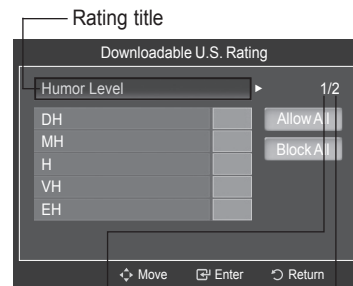 Rating title
Downloadable U.S. Rating
Humor Level ► 1/2
DH
Allow All
MH
Block All
H
VH
EH
Move Enter Return